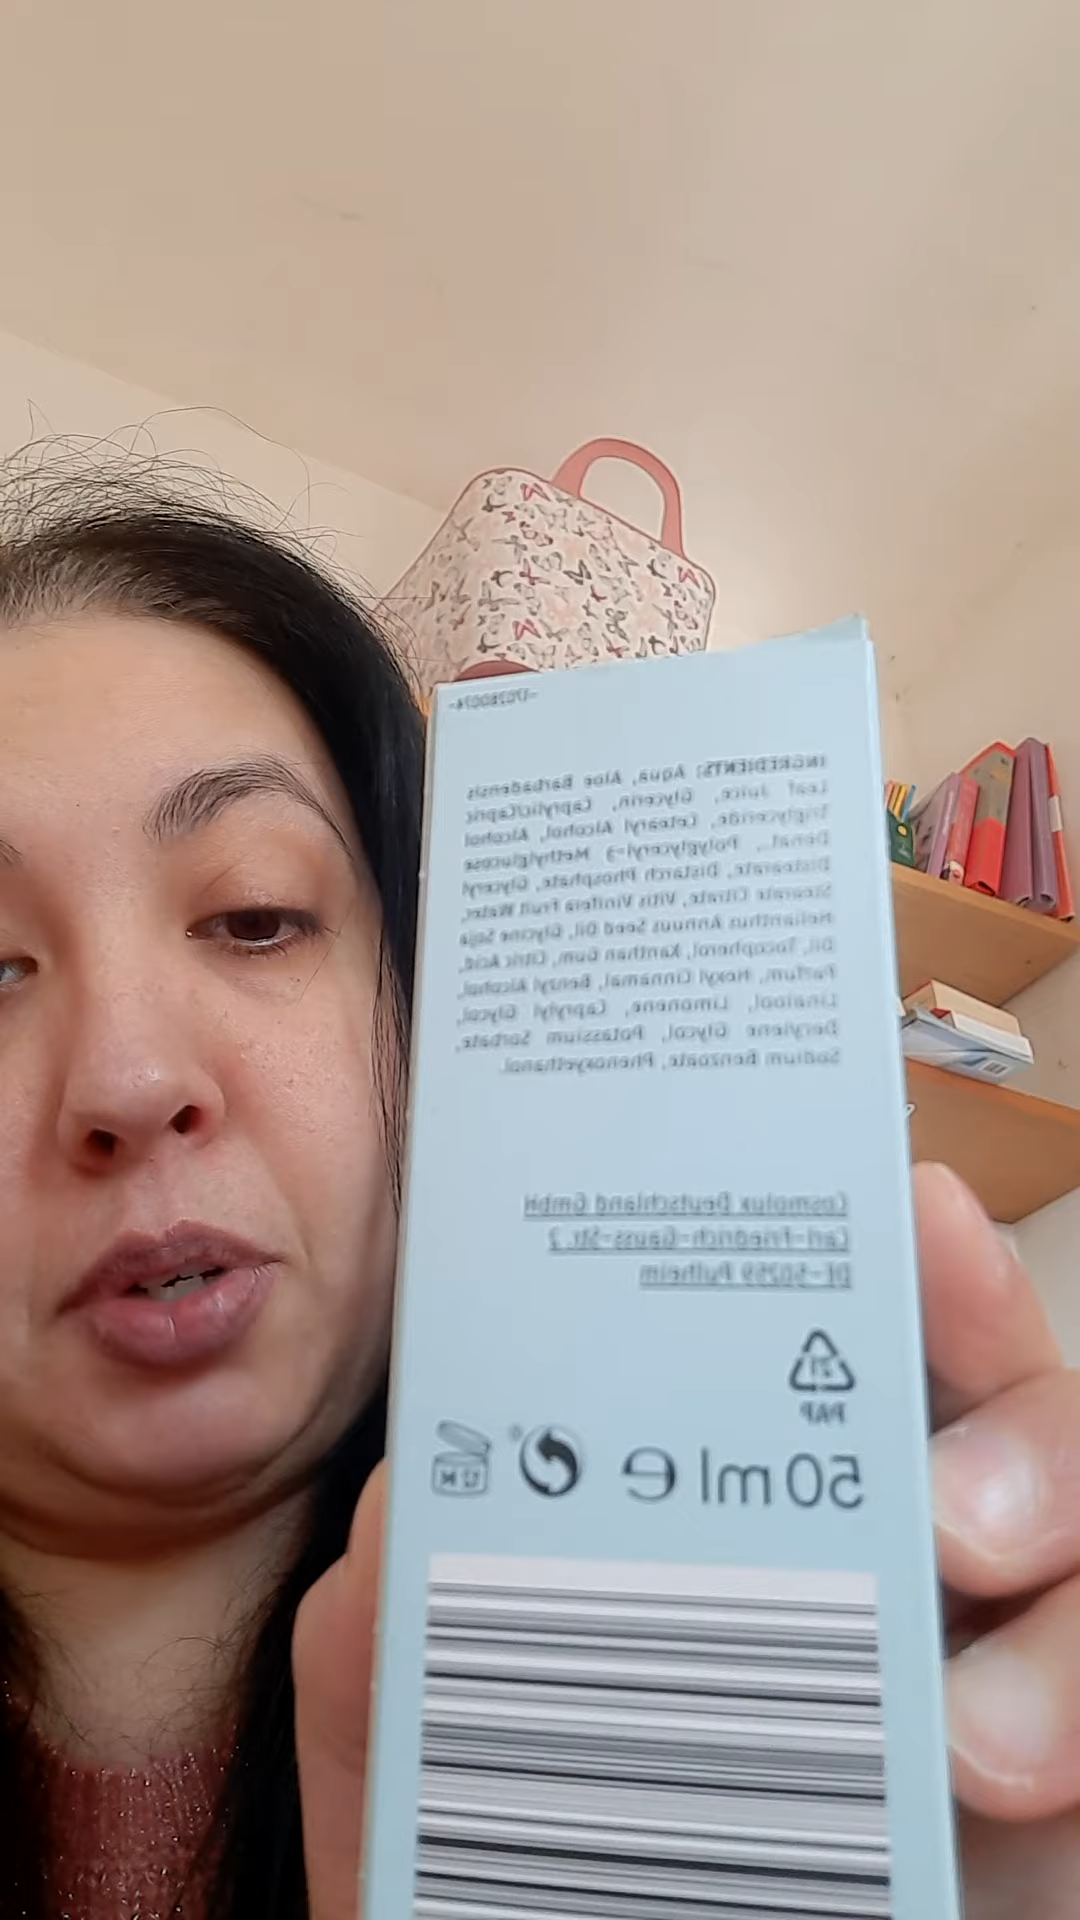 -170280074-
INGREDIENTS: Aqua, Aloe Barbadensis
Leaf Juice, Glycerin, Caprylic/Capric
Triglyceride, Cetearyl Alcohol, Alcohol
Denat., Polyglyceryl-3 Methylglucose
Distearate, Distarch Phosphate, Glyceryl
Stearate Citrate, Vitis Vinifera Fruit Water,
Helianthus Annuus Seed Oil, Glycine Soja
Oil, Tocopherol, Xanthan Gum, Citric Acid,
Parfum, Hexyl Cinnamal, Benzyl Alcohol,
Linalool, Limonene, Caprylyl Glycol,
Decylene Glycol, Potassium Sorbate,
Sodium Benzoate, Phenoxyethanol.
Cosmolux Deutschland GmbH
Carl-Friedrich-Gauss-Str. 2
DE-50259 Pulheim
21
PAP
50 ml e
12 M